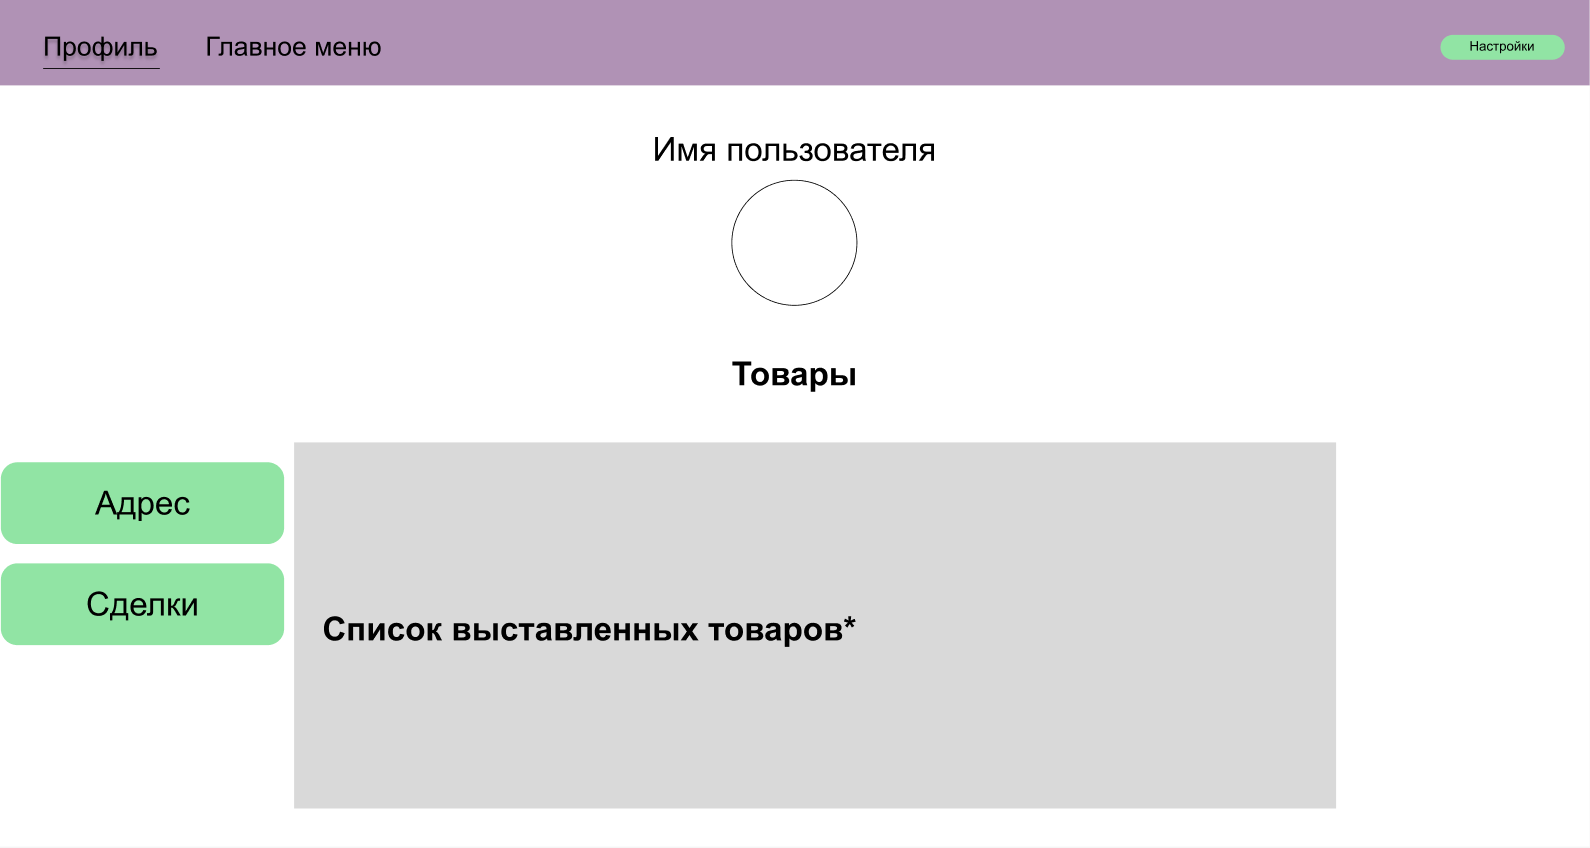 Профиль
Главное меню
Настройки
Имя пользователя
Товары
Адрес
Сделки
Список выставленных товаров*